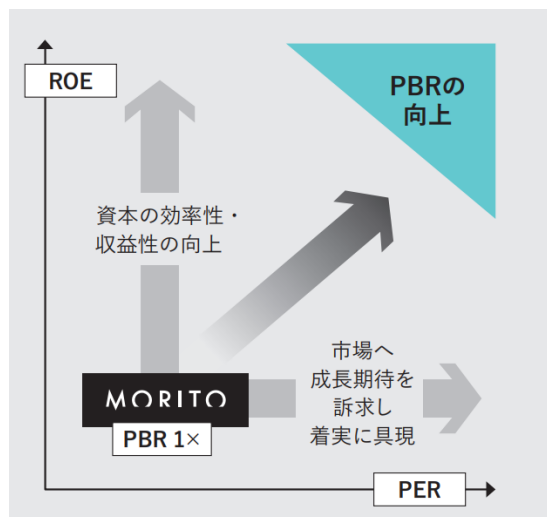 ROE
PBRの
向上
資本の効率性・
収益性の向上
市場へ
成長期待を
訴求し
着実に具現
MORITO
PBR 1×
PER